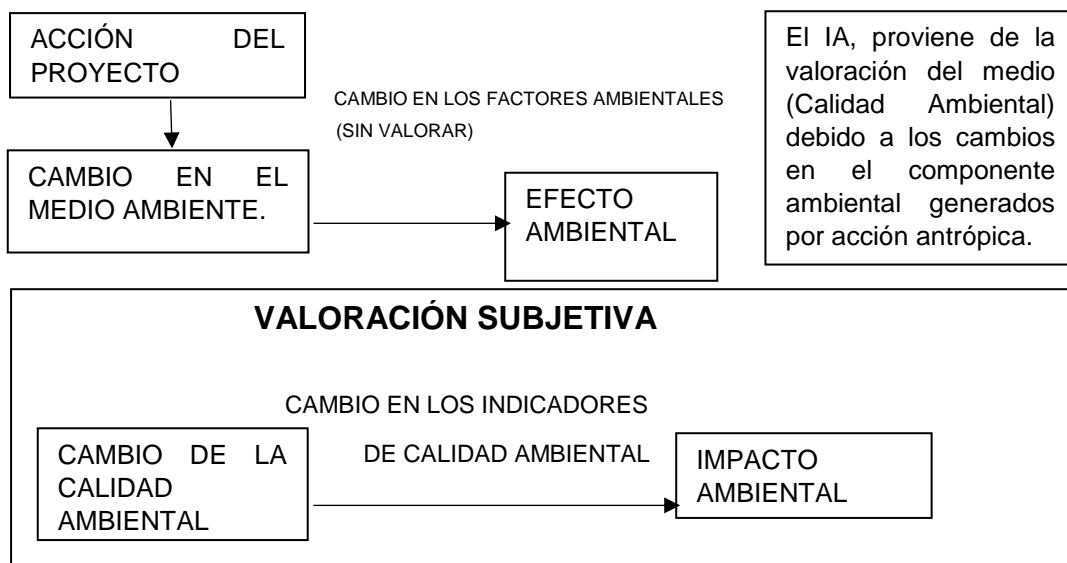 ACCIÓN DEL
PROYECTO
CAMBIO EN LOS FACTORES AMBIENTALES
(SIN VALORAR)
CAMBIO EN EL
MEDIO AMBIENTE.
EFECTO
AMBIENTAL
El IA, proviene de la
valoración del medio
(Calidad Ambiental)
debido a los cambios
en el componente
ambiental generados
por acción antrópica.
VALORACIÓN SUBJETIVA
CAMBIO EN LOS INDICADORES
DE CALIDAD AMBIENTAL
CAMBIO DE LA
CALIDAD
AMBIENTAL
IMPACTO
AMBIENTAL